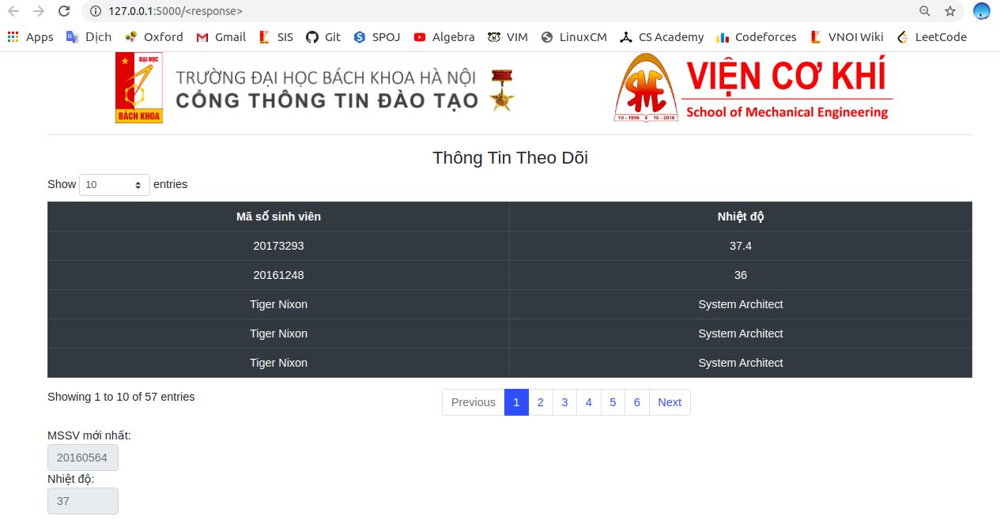 127.0.0.1:5000/<response>
Apps Dịch Oxford Gmail SIS Git SPOJ Algebra VIM LinuxCM CS Academy Codeforces VNOI Wiki LeetCode
ĐẠI HỌC
BÁCH KHOA
TRƯỜNG ĐẠI HỌC BÁCH KHOA HÀ NỘI
CỔNG THÔNG TIN ĐÀO TẠO
10 - 1956 10 - 2016
VIỆN CƠ KHÍ
School of Mechanical Engineering
Thông Tin Theo Dõi
Show 10 entries
Mã số sinh viên Nhiệt độ
20173293 37.4
20161248 36
Tiger Nixon System Architect
Tiger Nixon System Architect
Tiger Nixon System Architect
Showing 1 to 10 of 57 entries
Previous 1 2 3 4 5 6 Next
MSSV mới nhất:
20160564
Nhiệt độ:
37